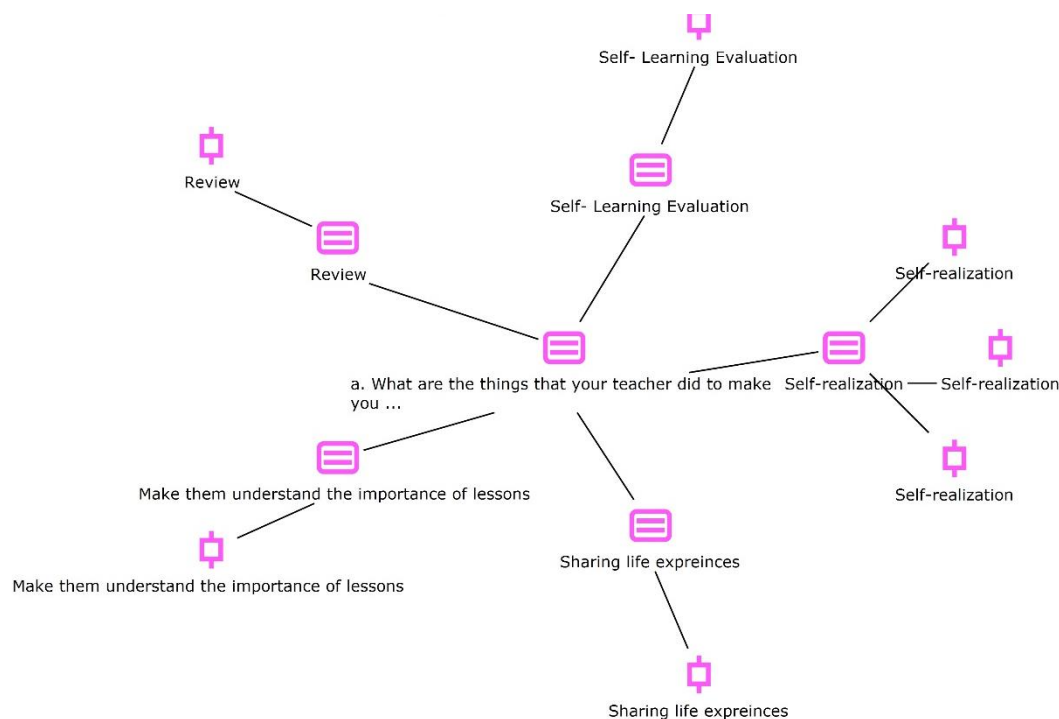 Self- Learning Evaluation
Review
Self- Learning Evaluation
Review
Self-realization
a. What are the things that your teacher did to make
you ...
Self-realization
Self-realization
Make them understand the importance of lessons
Self-realization
Sharing life expreinces
Make them understand the importance of lessons
Sharing life expreinces